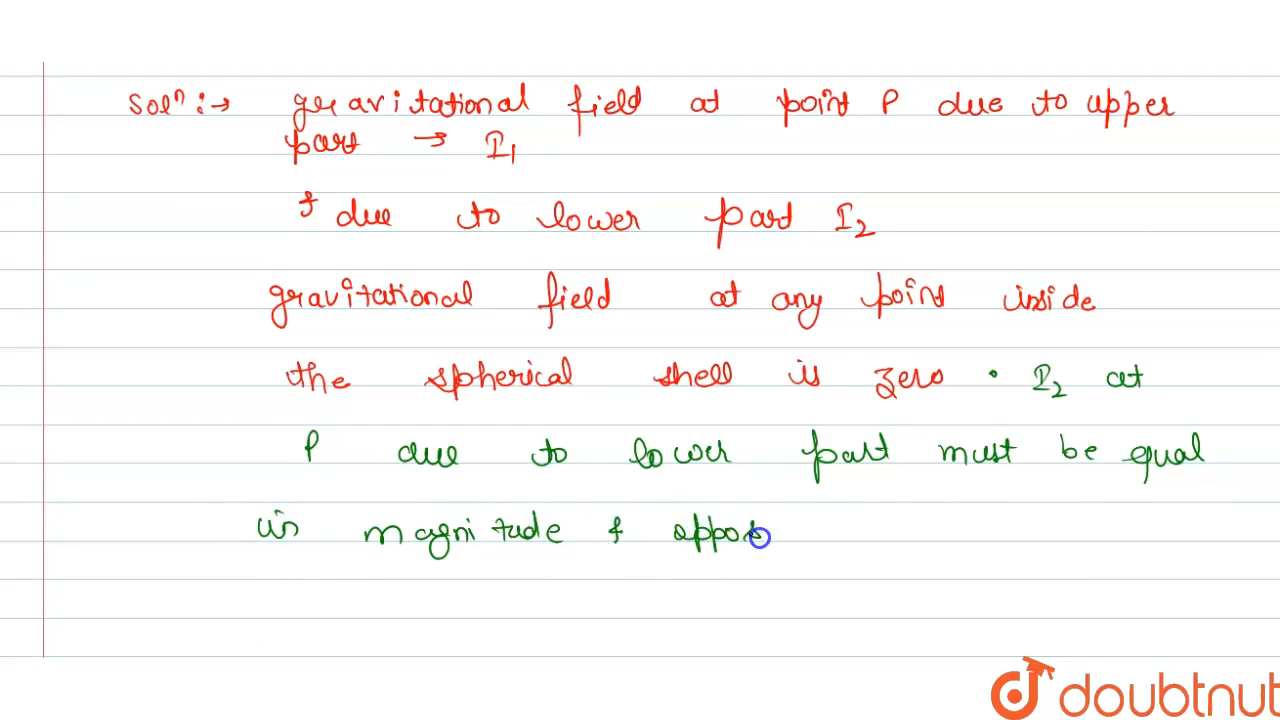 Solⁿ :→ gravitational field at point P due to upper
part → I₁
& due to lower part I₂
gravitational field at any point inside
the spherical shell is zero . I₂ at
P due to lower part must be equal
in magnitude & oppos
doubtnut